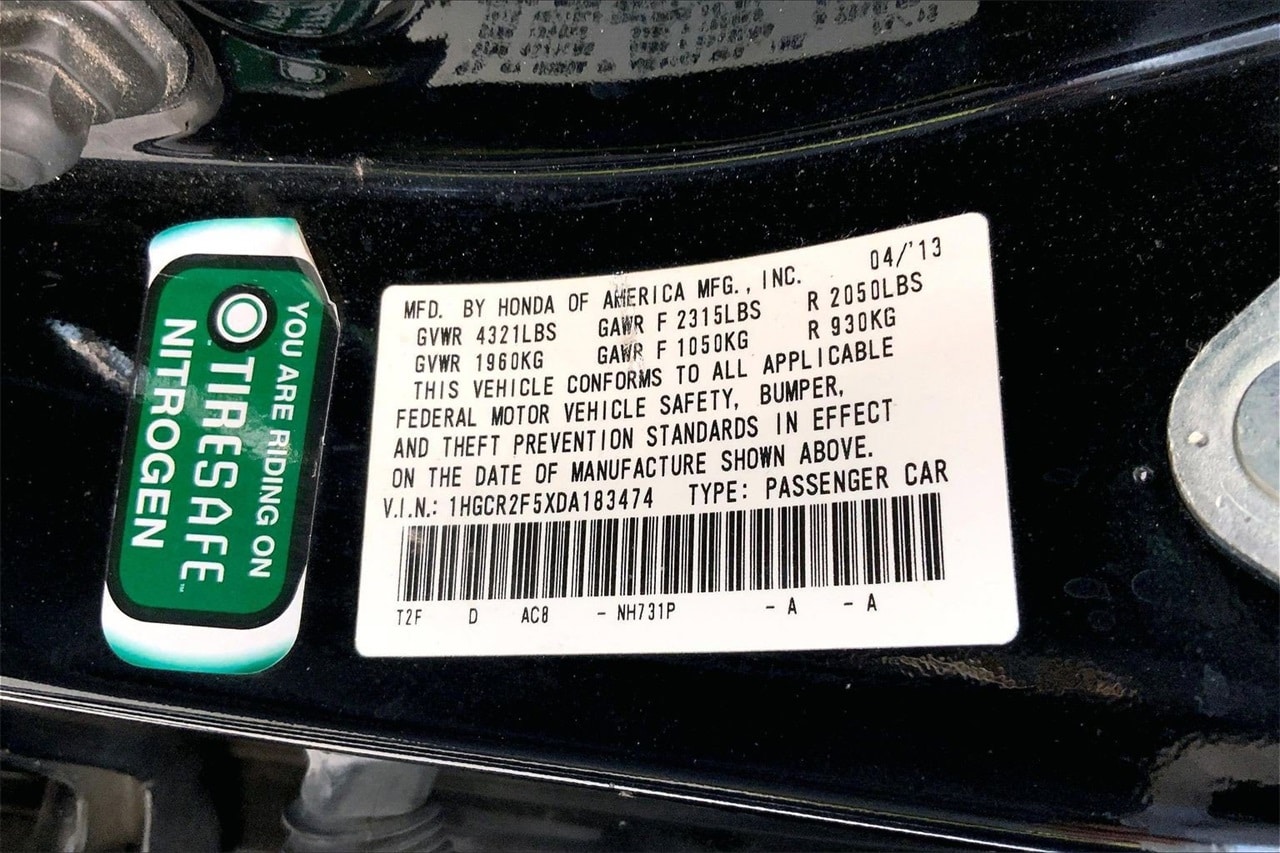 YOU ARE RIDING ON
TIRESAFE™
NITROGEN
04/'13
MFD. BY HONDA OF AMERICA MFG., INC.
GVWR 4321LBS GAWR F 2315LBS R 2050LBS
GVWR 1960KG GAWR F 1050KG R 930KG
THIS VEHICLE CONFORMS TO ALL APPLICABLE
FEDERAL MOTOR VEHICLE SAFETY, BUMPER,
AND THEFT PREVENTION STANDARDS IN EFFECT
ON THE DATE OF MANUFACTURE SHOWN ABOVE.
V.I.N.: 1HGCR2F5XDA183474 TYPE: PASSENGER CAR
T2F D AC8 - NH731P - A - A